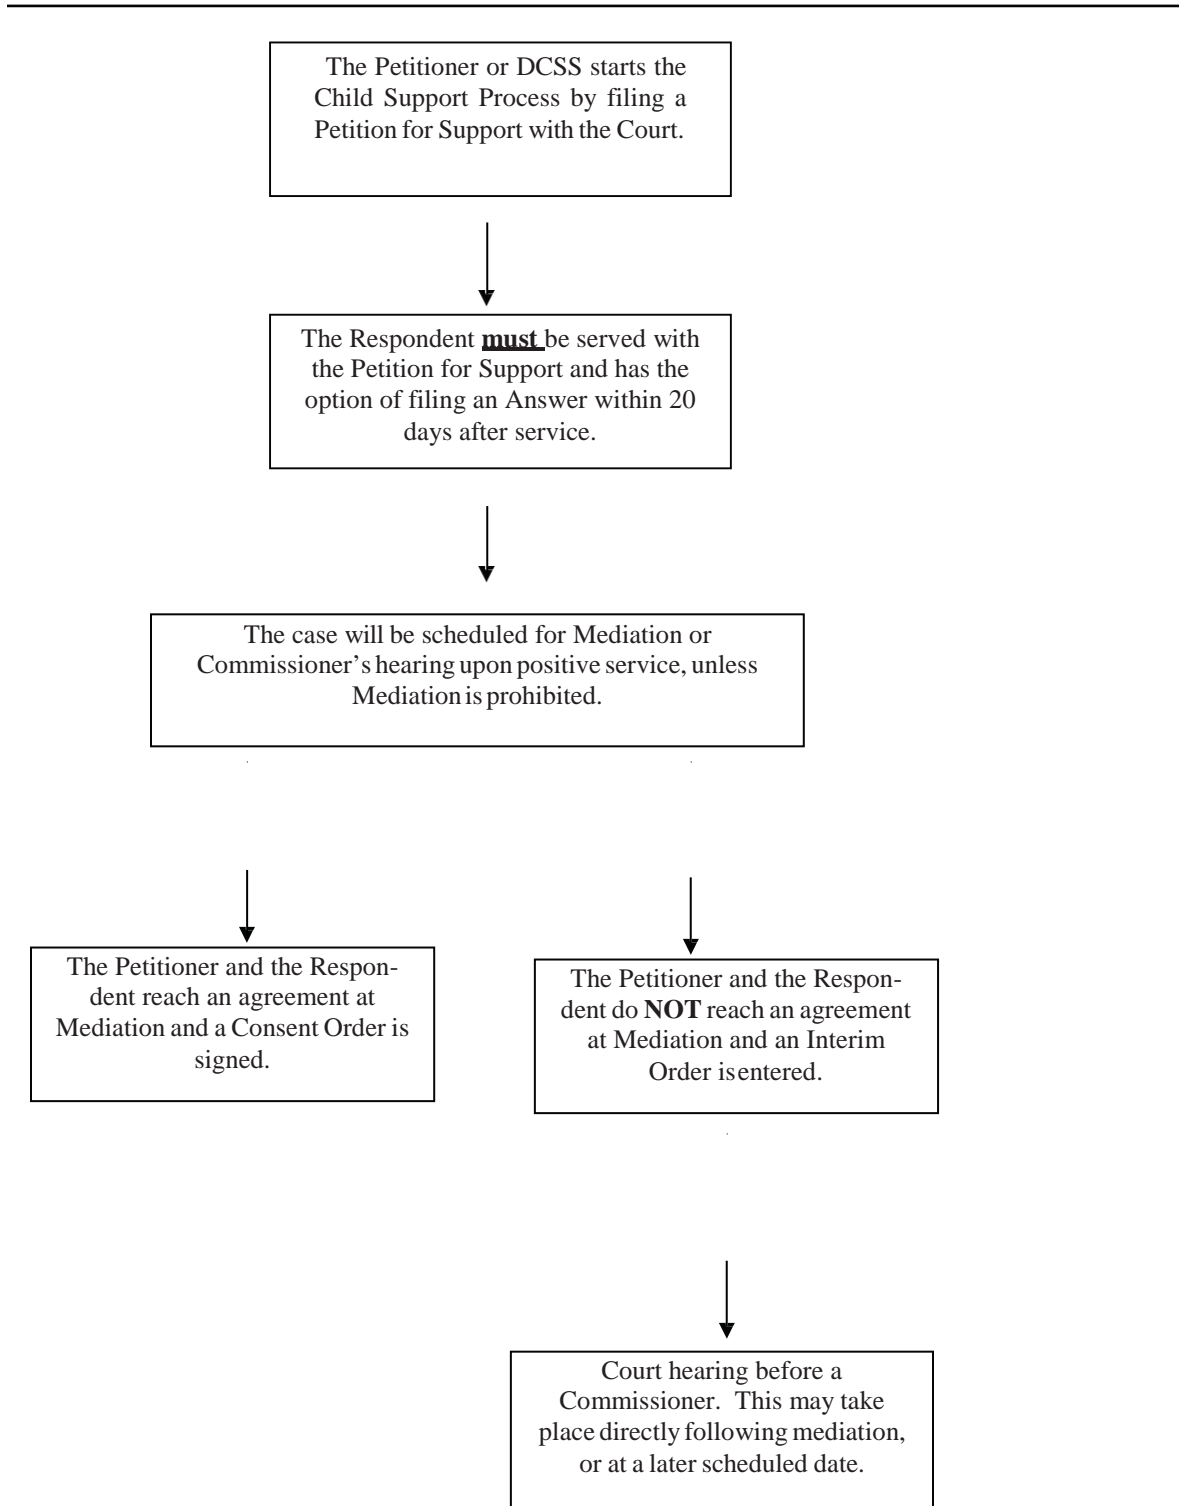 The Petitioner or DCSS starts the
Child Support Process by filing a
Petition for Support with the Court.
The Respondent must be served with
the Petition for Support and has the
option of filing an Answer within 20
days after service.
The case will be scheduled for Mediation or
Commissioner's hearing upon positive service, unless
Mediation is prohibited.
The Petitioner and the Respon-
dent reach an agreement at
Mediation and a Consent Order is
signed.
The Petitioner and the Respon-
dent do NOT reach an agreement
at Mediation and an Interim
Order is entered.
Court hearing before a
Commissioner. This may take
place directly following mediation,
or at a later scheduled date.